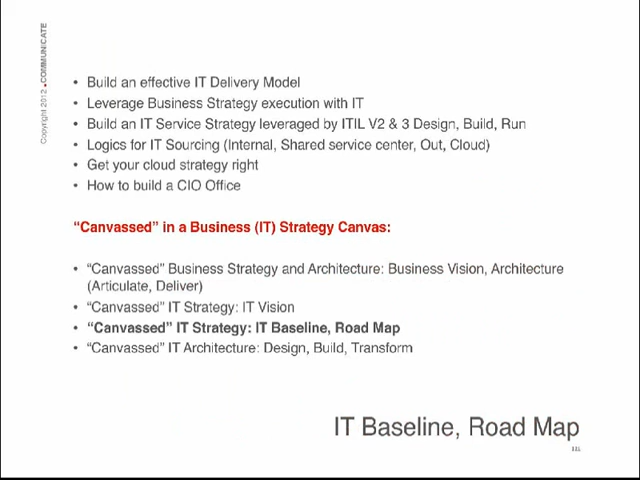 Copyright 2012 .COMMUNICATE
• Build an effective IT Delivery Model
• Leverage Business Strategy execution with IT
• Build an IT Service Strategy leveraged by ITIL V2 & 3 Design, Build, Run
• Logics for IT Sourcing (Internal, Shared service center, Out, Cloud)
• Get your cloud strategy right
• How to build a CIO Office
“Canvassed” in a Business (IT) Strategy Canvas:
• “Canvassed” Business Strategy and Architecture: Business Vision, Architecture
(Articulate, Deliver)
• “Canvassed” IT Strategy: IT Vision
• “Canvassed” IT Strategy: IT Baseline, Road Map
• “Canvassed” IT Architecture: Design, Build, Transform
IT Baseline, Road Map